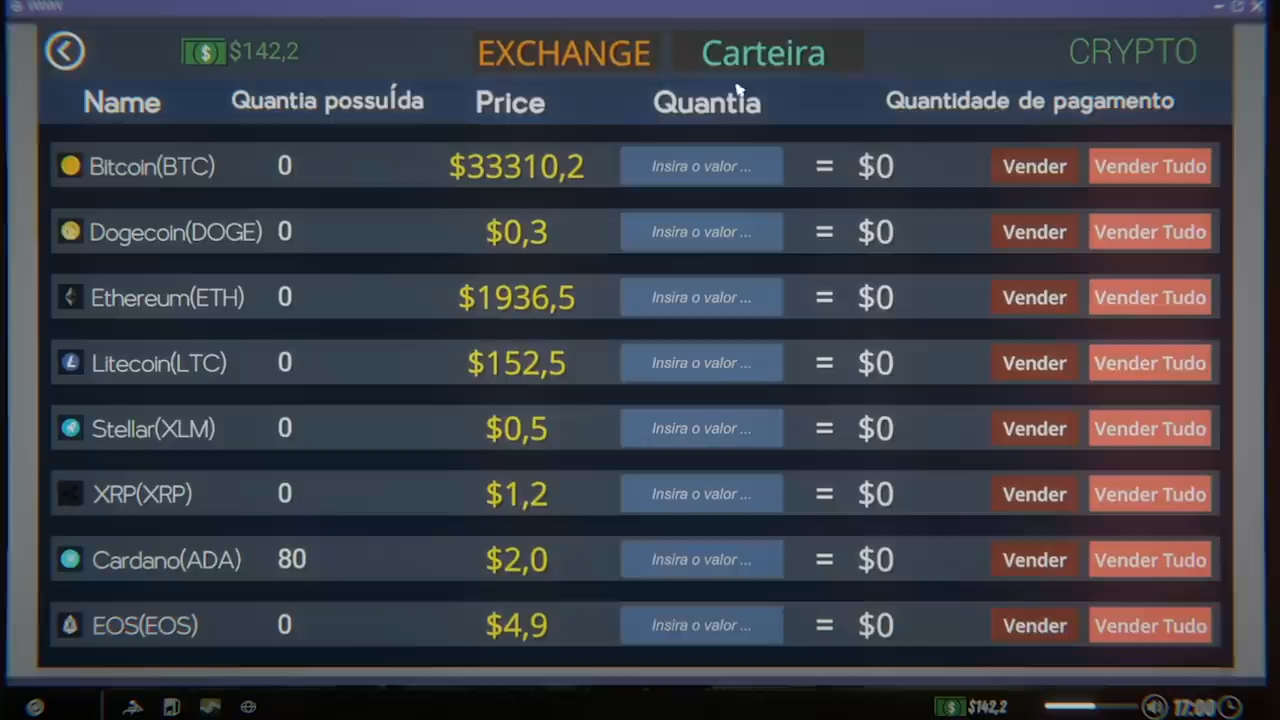 $142,2 EXCHANGE Carteira CRYPTO
Name Quantia possuÍda Price Quantia Quantidade de pagamento
Bitcoin(BTC) 0 $33310,2 Insira o valor ... = $0 Vender Vender Tudo
Dogecoin(DOGE) 0 $0,3 Insira o valor ... = $0 Vender Vender Tudo
Ethereum(ETH) 0 $1936,5 Insira o valor ... = $0 Vender Vender Tudo
Litecoin(LTC) 0 $152,5 Insira o valor ... = $0 Vender Vender Tudo
Stellar(XLM) 0 $0,5 Insira o valor ... = $0 Vender Vender Tudo
XRP(XRP) 0 $1,2 Insira o valor ... = $0 Vender Vender Tudo
Cardano(ADA) 80 $2,0 Insira o valor ... = $0 Vender Vender Tudo
EOS(EOS) 0 $4,9 Insira o valor ... = $0 Vender Vender Tudo
$142,2 17:00